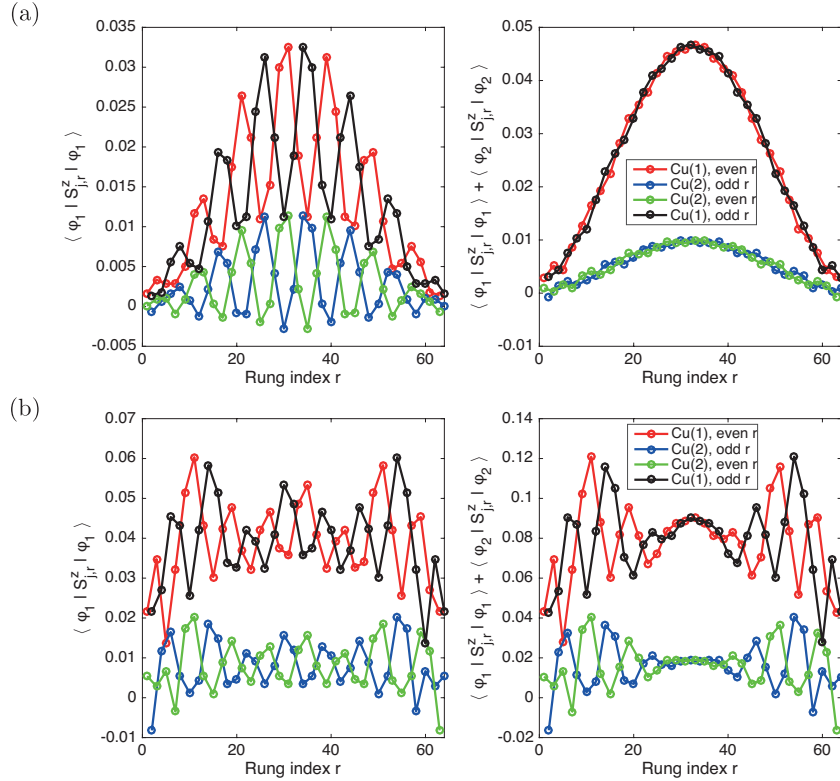 (a)
0.035
0.03
0.025
0.02
0.015
0.01
0.005
0
-0.005
0
20
40
60
Rung index r
⟨ φ₁ | Sᶻⱼ,ᵣ | φ₁ ⟩
0.05
0.04
0.03
0.02
0.01
0
-0.01
0
20
40
60
Rung index r
⟨ φ₁ | Sᶻⱼ,ᵣ | φ₁ ⟩ + ⟨ φ₂ | Sᶻⱼ,ᵣ | φ₂ ⟩
Cu(1), even r
Cu(2), odd r
Cu(2), even r
Cu(1), odd r
(b)
0.07
0.06
0.05
0.04
0.03
0.02
0.01
0
-0.01
0
20
40
60
Rung index r
⟨ φ₁ | Sᶻⱼ,ᵣ | φ₁ ⟩
0.14
0.12
0.1
0.08
0.06
0.04
0.02
0
-0.02
0
20
40
60
Rung index r
⟨ φ₁ | Sᶻⱼ,ᵣ | φ₁ ⟩ + ⟨ φ₂ | Sᶻⱼ,ᵣ | φ₂ ⟩
Cu(1), even r
Cu(2), odd r
Cu(2), even r
Cu(1), odd r